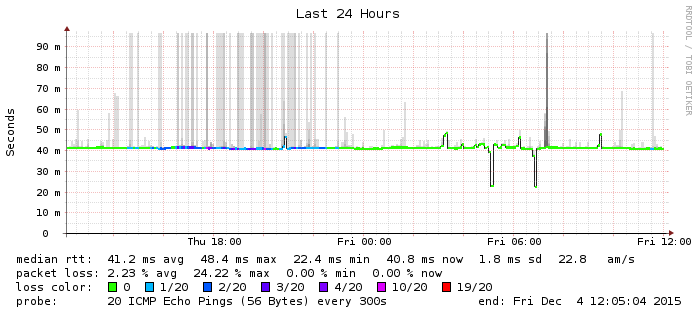 Last 24 Hours
RRDTOOL / TOBI OETIKER
Seconds
90 m
80 m
70 m
60 m
50 m
40 m
30 m
20 m
10 m
0
Thu 18:00 Fri 00:00 Fri 06:00 Fri 12:00
median rtt: 41.2 ms avg 48.4 ms max 22.4 ms min 40.8 ms now 1.8 ms sd 22.8 am/s
packet loss: 2.23 % avg 24.22 % max 0.00 % min 0.00 % now
loss color: 0 1/20 2/20 3/20 4/20 10/20 19/20
probe: 20 ICMP Echo Pings (56 Bytes) every 300s end: Fri Dec 4 12:05:04 2015